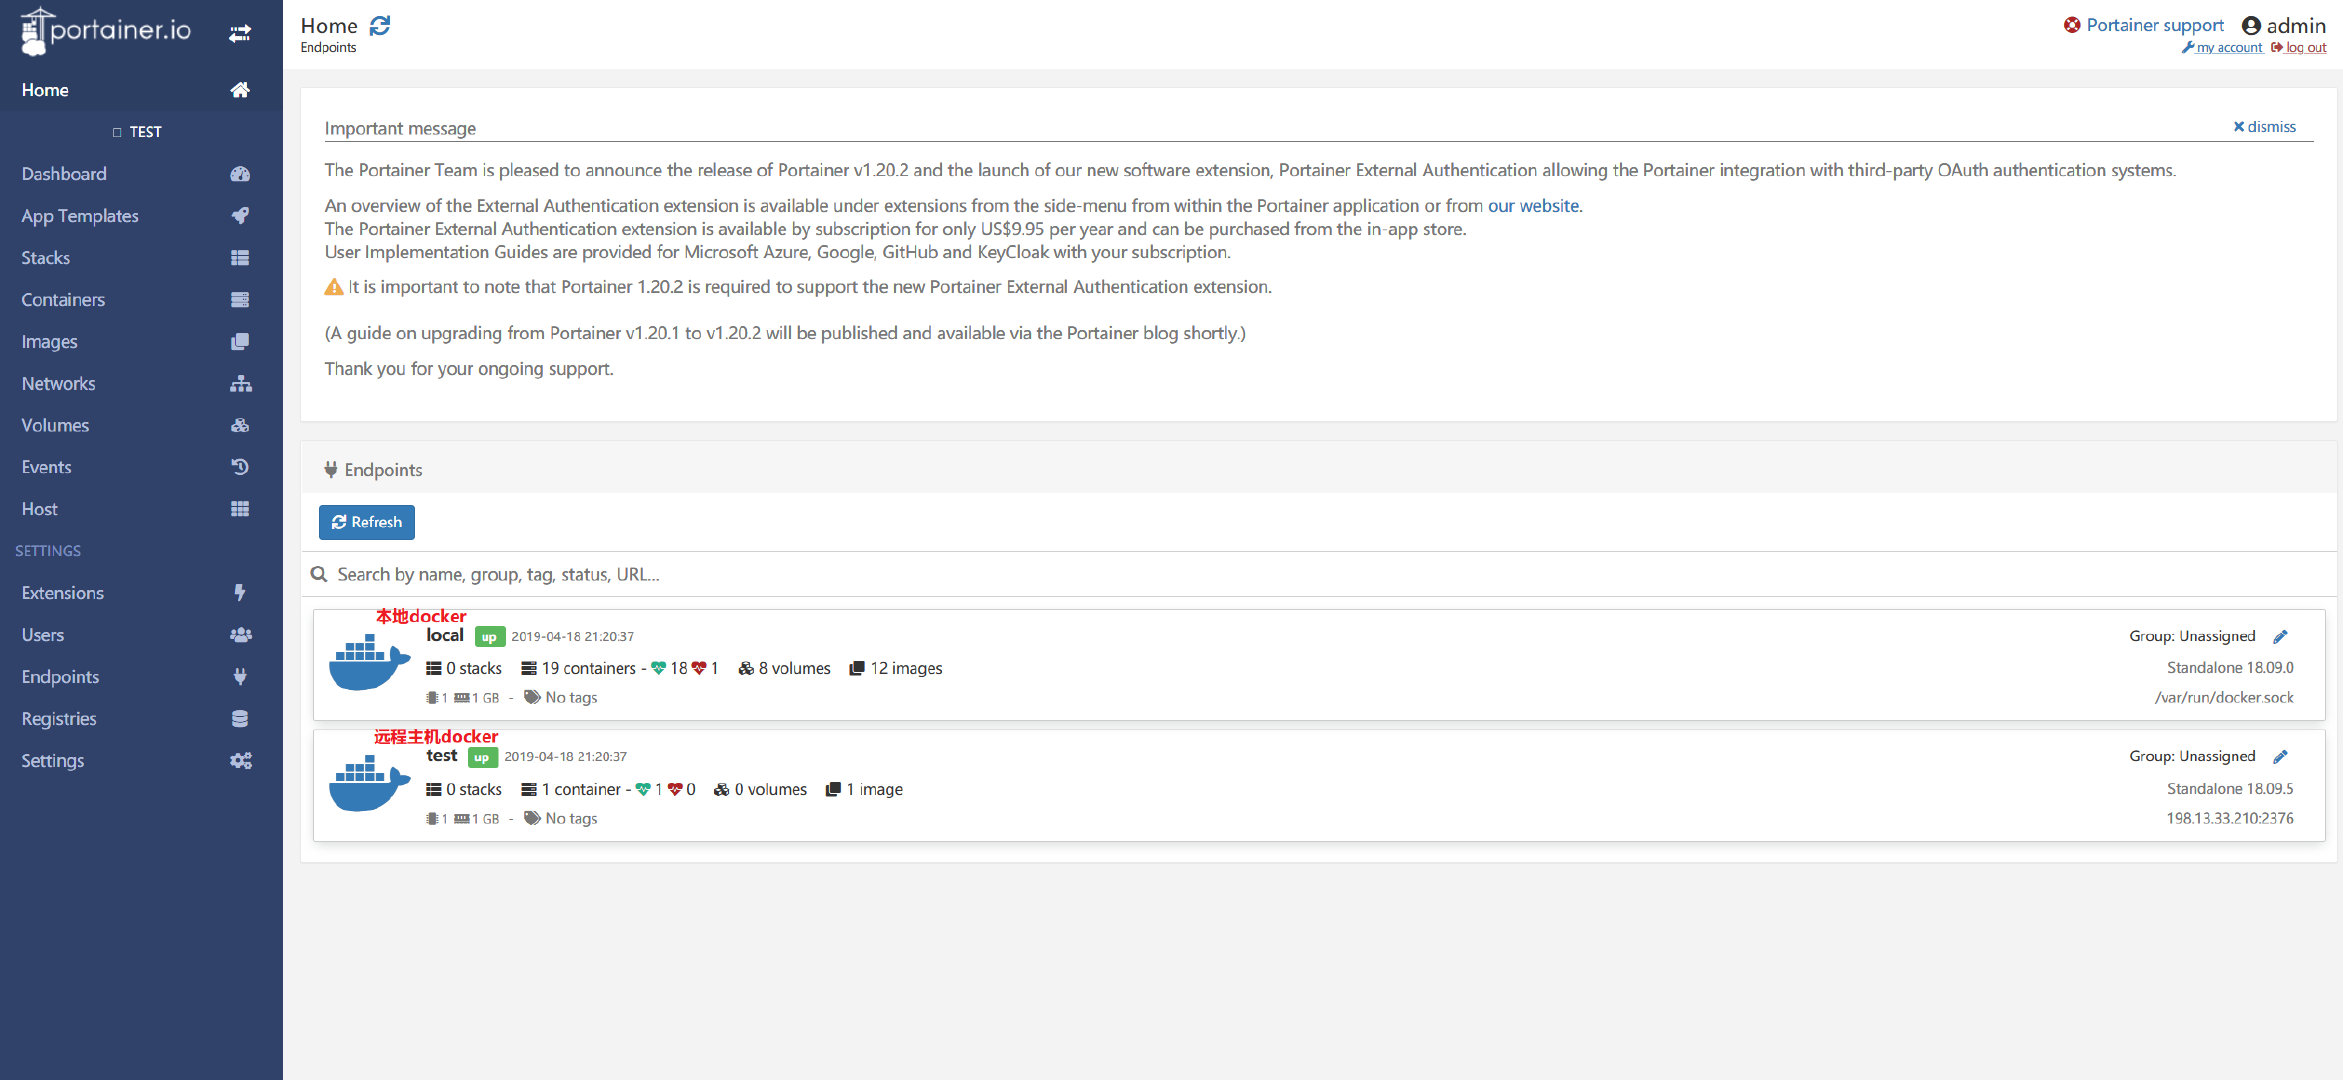 portainer.io
Home
TEST
Dashboard
App Templates
Stacks
Containers
Images
Networks
Volumes
Events
Host
SETTINGS
Extensions
Users
Endpoints
Registries
Settings
Home
Endpoints
Portainer support
admin
my account log out
Important message
dismiss
The Portainer Team is pleased to announce the release of Portainer v1.20.2 and the launch of our new software extension, Portainer External Authentication allowing the Portainer integration with third-party OAuth authentication systems.
An overview of the External Authentication extension is available under extensions from the side-menu from within the Portainer application or from our website.
The Portainer External Authentication extension is available by subscription for only US$9.95 per year and can be purchased from the in-app store.
User Implementation Guides are provided for Microsoft Azure, Google, GitHub and KeyCloak with your subscription.
It is important to note that Portainer 1.20.2 is required to support the new Portainer External Authentication extension.
(A guide on upgrading from Portainer v1.20.1 to v1.20.2 will be published and available via the Portainer blog shortly.)
Thank you for your ongoing support.
Endpoints
Refresh
Search by name, group, tag, status, URL...
本地docker
local up 2019-04-18 21:20:37
Group: Unassigned
0 stacks 19 containers - 18 1 8 volumes 12 images
Standalone 18.09.0
1 1 GB - No tags
/var/run/docker.sock
远程主机docker
test up 2019-04-18 21:20:37
Group: Unassigned
0 stacks 1 container - 1 0 0 volumes 1 image
Standalone 18.09.5
1 1 GB - No tags
198.13.33.210:2376